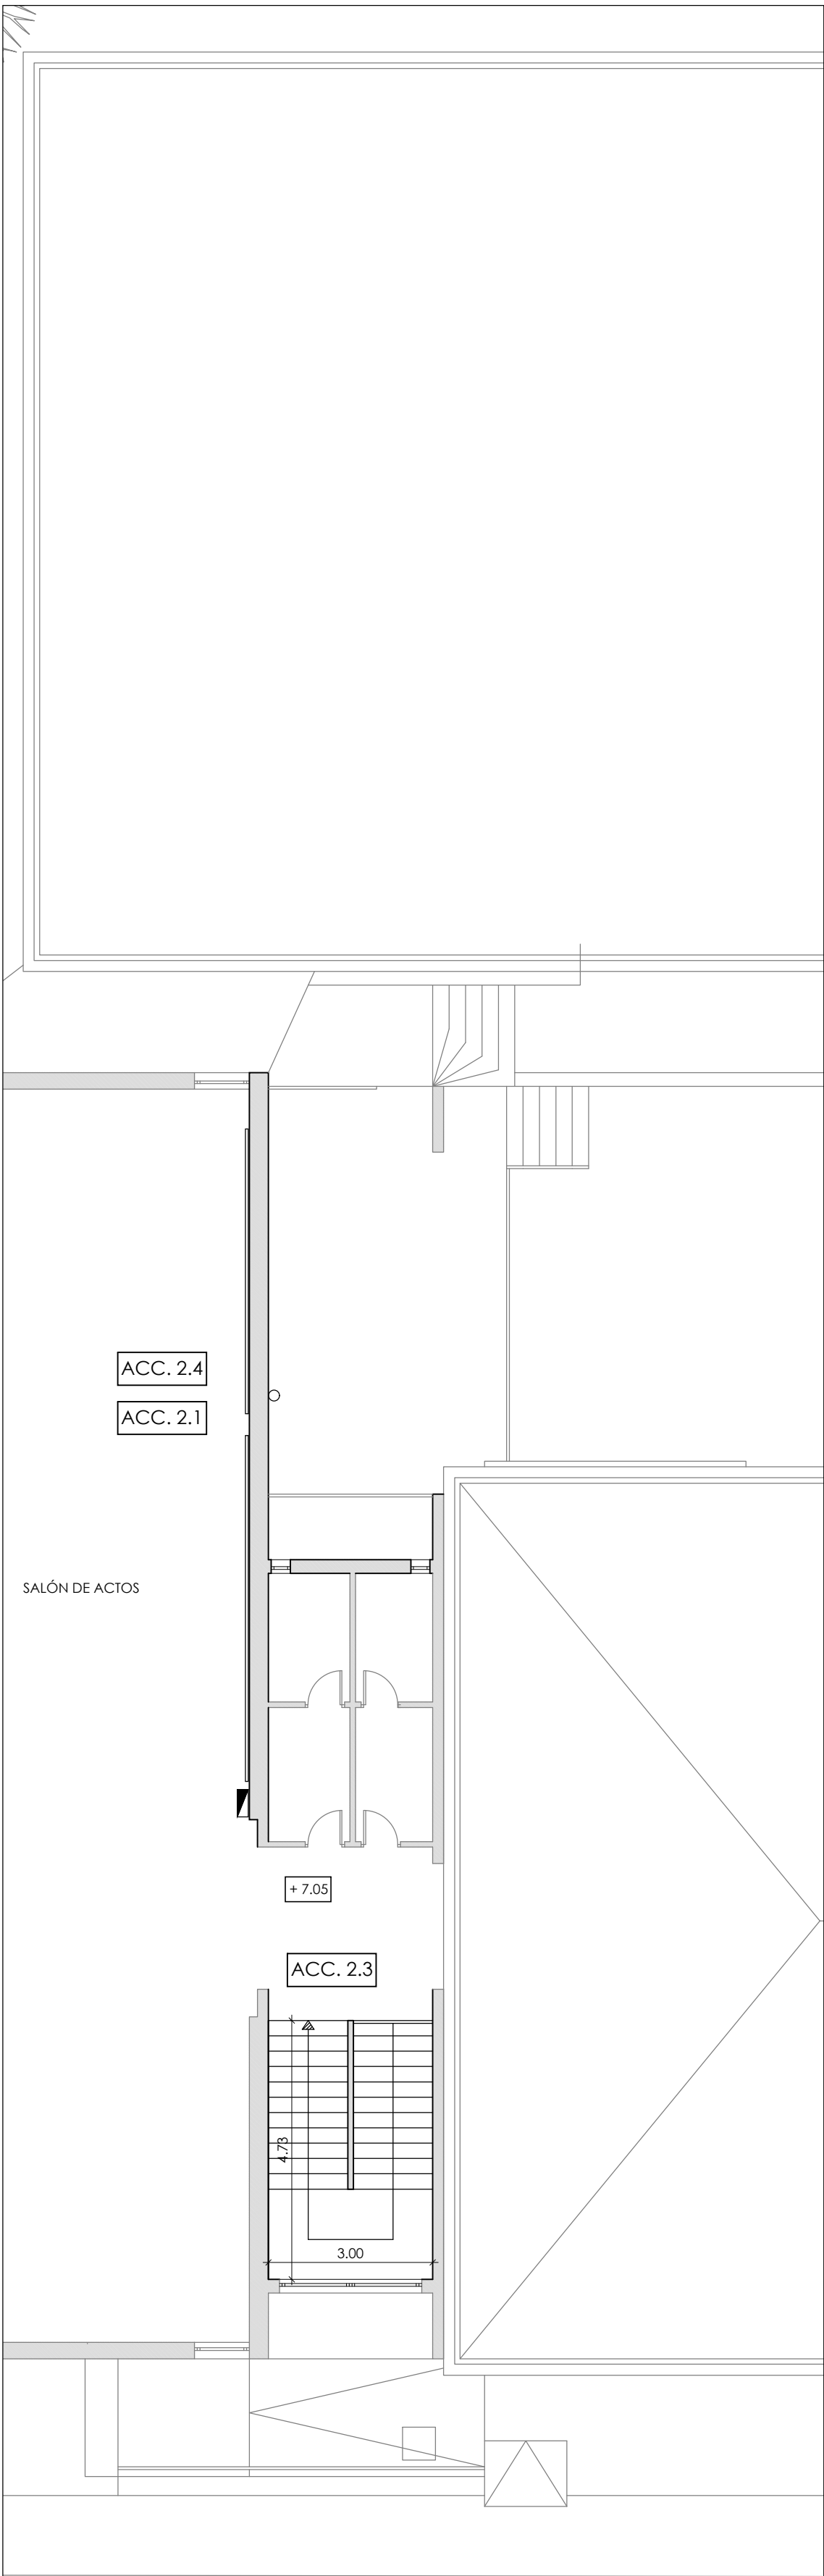 ACC. 2.4
ACC. 2.1
SALÓN DE ACTOS
+ 7.05
ACC. 2.3
4.73
3.00